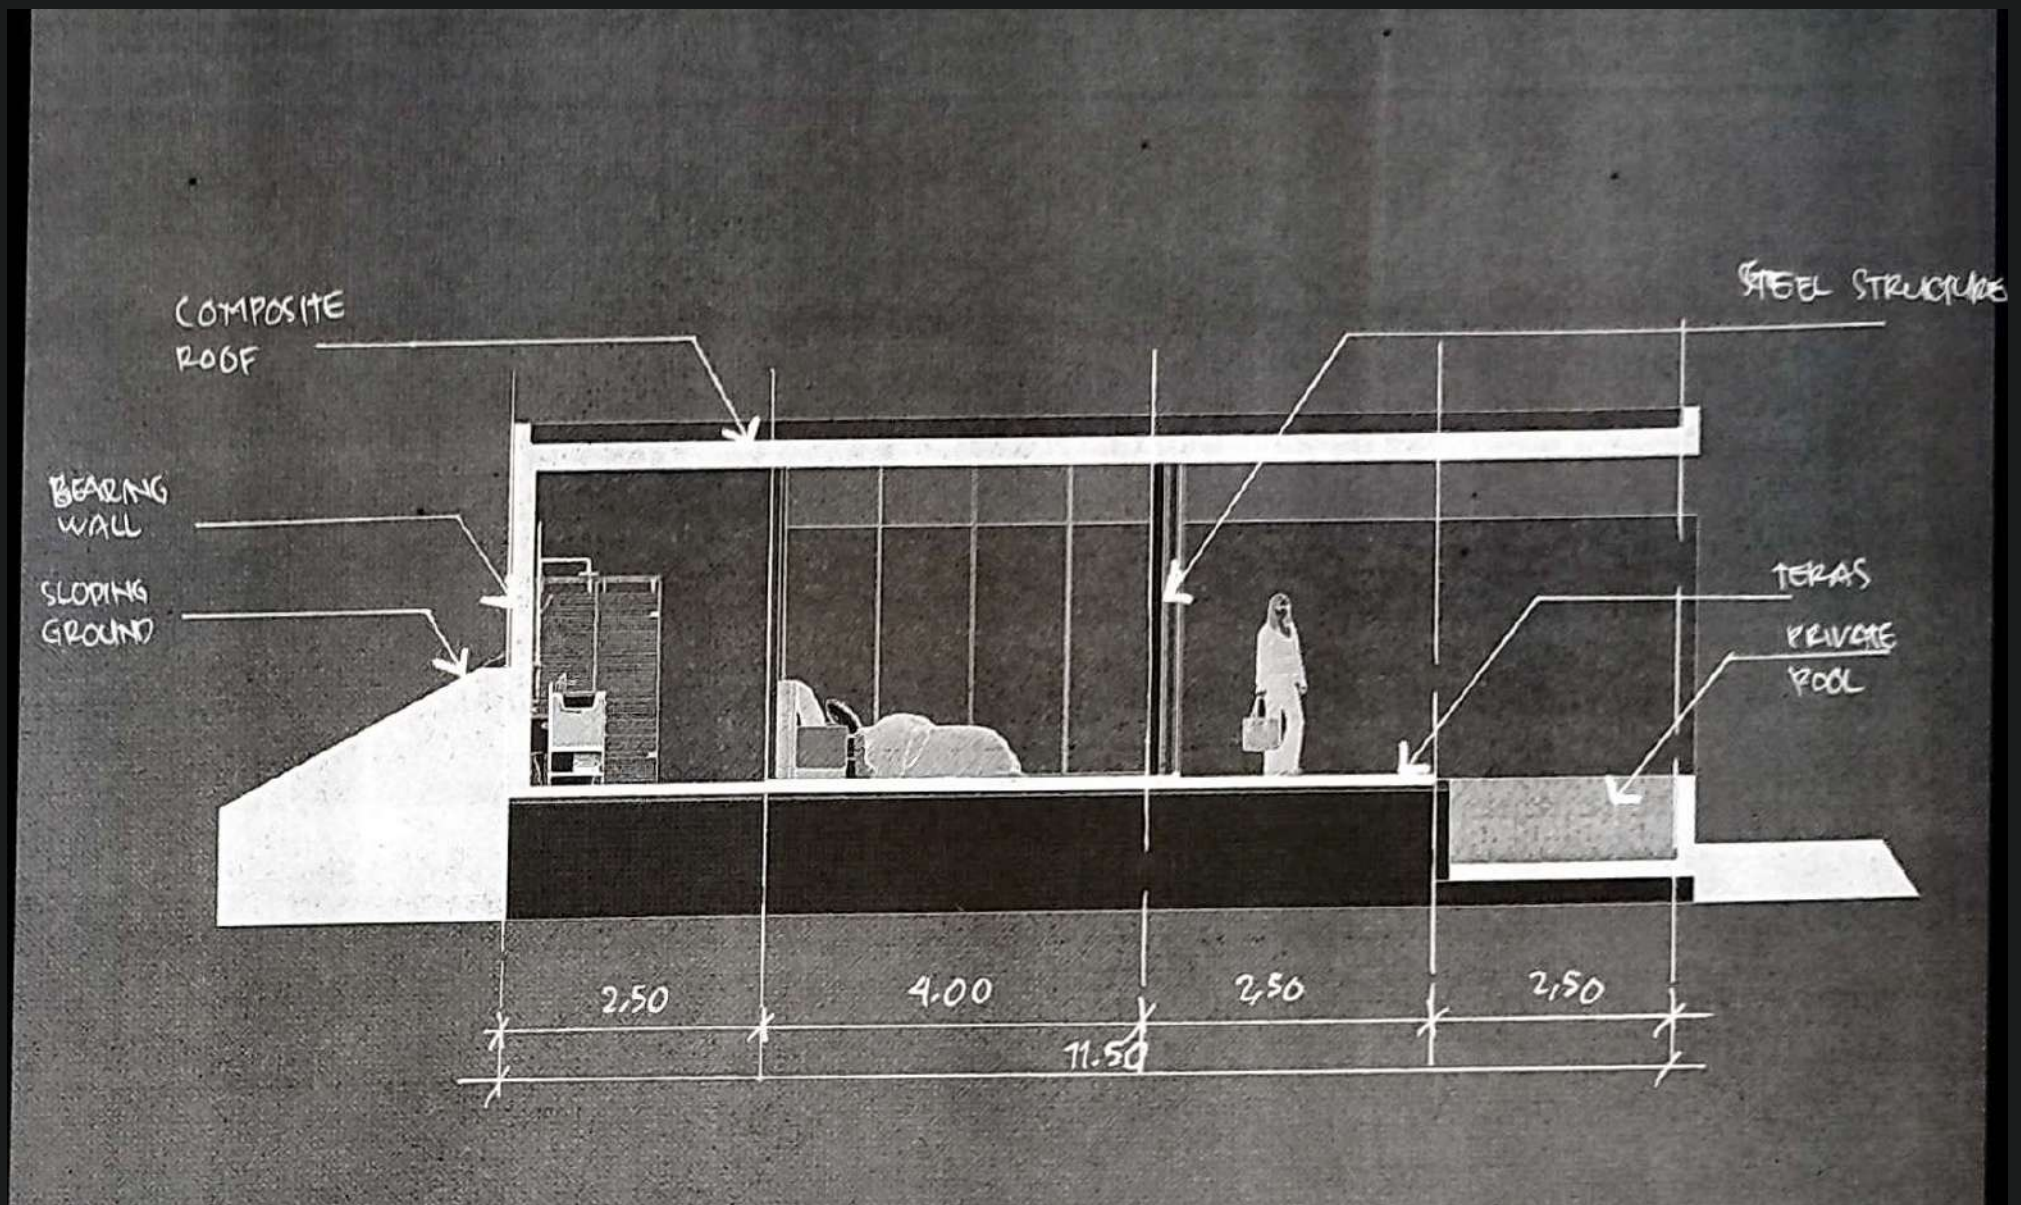 COMPOSITE
ROOF
STEEL STRUCTURE
BEARING
WALL
SLOPING
GROUND
TERAS
PRIVATE
POOL
2,50
4.00
2,50
2,50
11.50